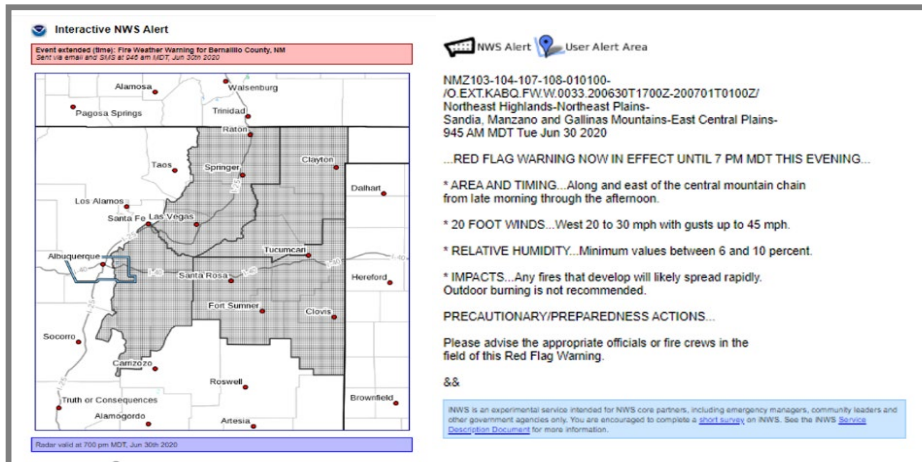 Interactive NWS Alert
Event extended (time): Fire Weather Warning for Bernalillo County, NM
Sent via email and SMS at 946 am MDT, Jun 30th 2020
Alamosa
Walsenburg
Pagosa Springs
Trinidad
Raton
Taos
Springer
Clayton
Dalhart
Los Alamos
Santa Fe
Las Vegas
I-25
Tucumcari
Albuquerque
I-40
I-40
I-40
Santa Rosa
Hereford
I-25
Fort Sumner
Clovis
Socorro
I-25
Carrizozo
Roswell
Truth or Consequences
Brownfield
Alamogordo
Artesia
Radar valid at 700 pm MDT, Jun 30th 2020
NWS Alert User Alert Area
NMZ103-104-107-108-010100-
/O.EXT.KABQ.FW.W.0033.200630T1700Z-200701T0100Z/
Northeast Highlands-Northeast Plains-
Sandia, Manzano and Gallinas Mountains-East Central Plains-
945 AM MDT Tue Jun 30 2020
...RED FLAG WARNING NOW IN EFFECT UNTIL 7 PM MDT THIS EVENING...
* AREA AND TIMING...Along and east of the central mountain chain
from late morning through the afternoon.
* 20 FOOT WINDS...West 20 to 30 mph with gusts up to 45 mph.
* RELATIVE HUMIDITY...Minimum values between 6 and 10 percent.
* IMPACTS...Any fires that develop will likely spread rapidly.
Outdoor burning is not recommended.
PRECAUTIONARY/PREPAREDNESS ACTIONS...
Please advise the appropriate officials or fire crews in the
field of this Red Flag Warning.
&&
iNWS is an experimental service intended for NWS core partners, including emergency managers, community leaders and
other government agencies only. You are encouraged to complete a short survey on iNWS. See the iNWS Service
Description Document for more information.